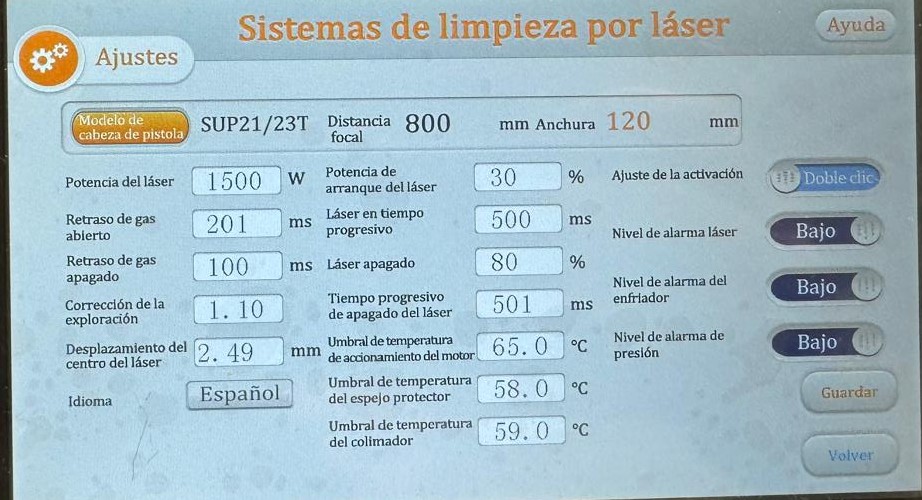 Sistemas de limpieza por láser
Ayuda
Ajustes
Modelo de
cabeza de pistola
SUP21/23T
Distancia
focal
800
mm
Anchura
120
mm
Potencia del láser
1500
W
Potencia de
arranque del láser
30
%
Ajuste de la activación
Doble clic
Retraso de gas
abierto
201
ms
Láser en tiempo
progresivo
500
ms
Nivel de alarma láser
Bajo
Retraso de gas
apagado
100
ms
Láser apagado
80
%
Nivel de alarma del
enfriador
Bajo
Corrección de la
exploración
1.10
Tiempo progresivo
de apagado del láser
501
ms
Nivel de alarma de
presión
Bajo
Desplazamiento del
centro del láser
2.49
mm
Umbral de temperatura
de accionamiento del motor
65.0
°C
Idioma
Español
Umbral de temperatura
del espejo protector
58.0
°C
Guardar
Umbral de temperatura
del colimador
59.0
°C
Volver